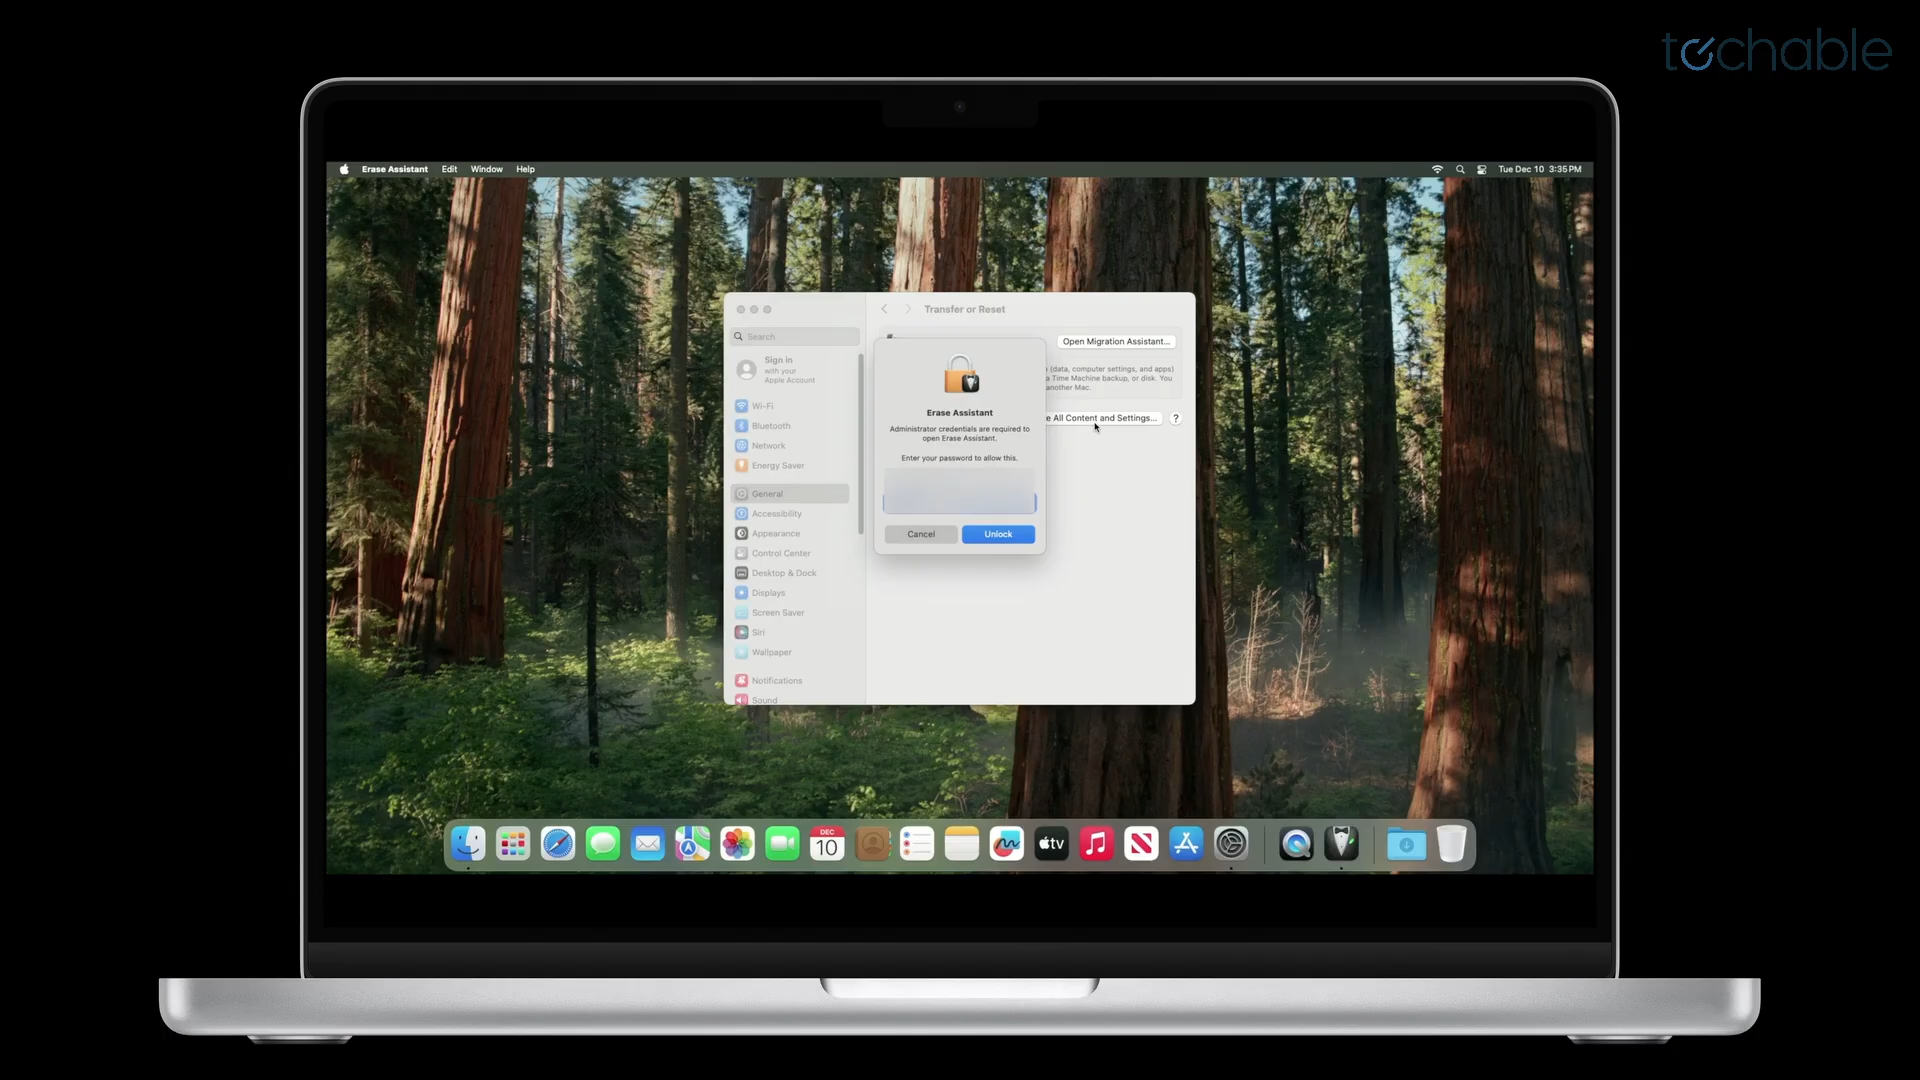 techable
Erase Assistant Edit Window Help
Tue Dec 10 3:35 PM
Transfer or Reset
Search
Open Migration Assistant...
Sign in
with your
Apple Account
(data, computer settings, and apps)
a Time Machine backup, or disk. You
another Mac.
Wi-Fi
Bluetooth
Network
Energy Saver
General
Accessibility
Appearance
Control Center
Desktop & Dock
Displays
Screen Saver
Siri
Wallpaper
Notifications
Sound
e All Content and Settings... ?
Erase Assistant
Administrator credentials are required to
open Erase Assistant.
Enter your password to allow this.
Cancel Unlock
DEC
10
tv